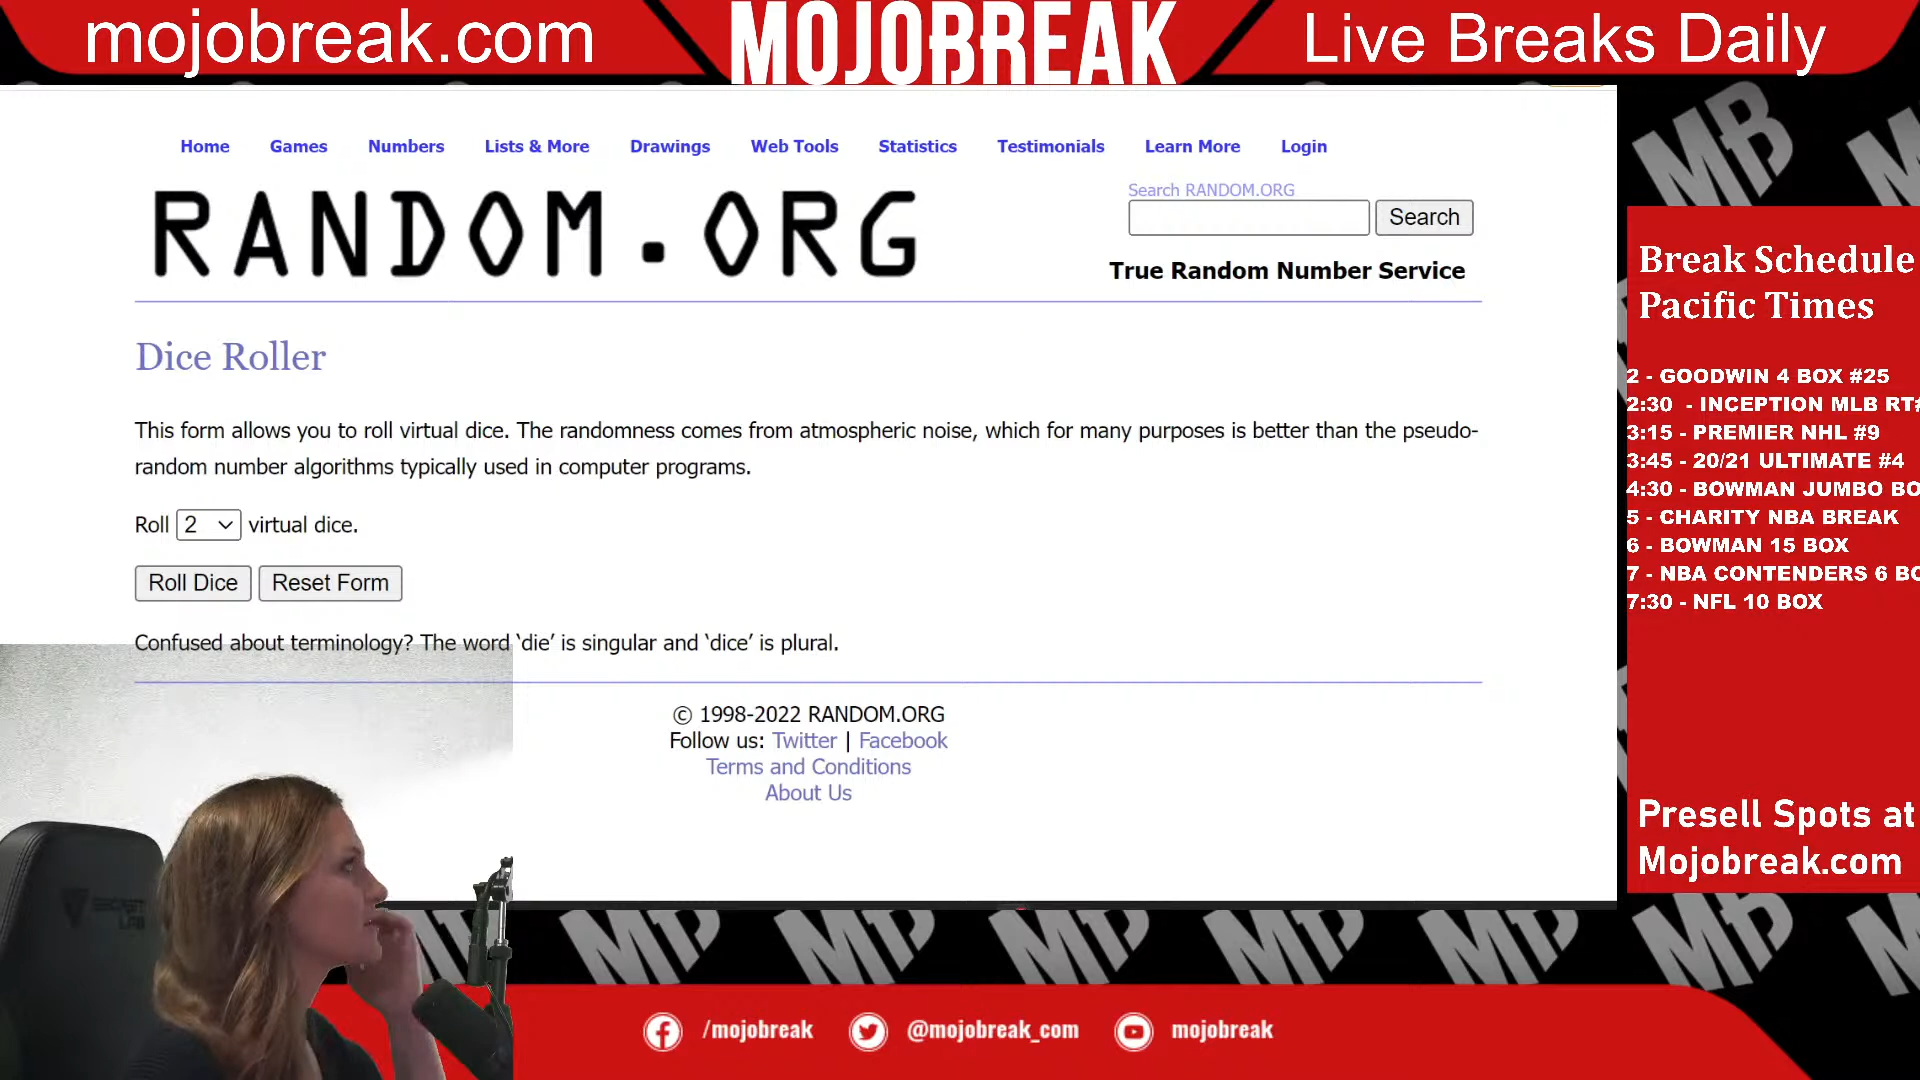 mojobreak.com
MOJOBREAK
Live Breaks Daily
Home Games Numbers Lists & More Drawings Web Tools Statistics Testimonials Learn More Login
RANDOM.ORG
Search RANDOM.ORG
Search
True Random Number Service
Dice Roller
This form allows you to roll virtual dice. The randomness comes from atmospheric noise, which for many purposes is better than the pseudo-
random number algorithms typically used in computer programs.
Roll 2 virtual dice.
Roll Dice Reset Form
Confused about terminology? The word ‘die’ is singular and ‘dice’ is plural.
© 1998-2022 RANDOM.ORG
Follow us: Twitter | Facebook
Terms and Conditions
About Us
Break Schedule
Pacific Times
2 - GOODWIN 4 BOX #25
2:30 - INCEPTION MLB RT#
3:15 - PREMIER NHL #9
3:45 - 20/21 ULTIMATE #4
4:30 - BOWMAN JUMBO BO
5 - CHARITY NBA BREAK
6 - BOWMAN 15 BOX
7 - NBA CONTENDERS 6 BO
7:30 - NFL 10 BOX
Presell Spots at
Mojobreak.com
MB
SECRET
LAB
/mojobreak @mojobreak_com mojobreak